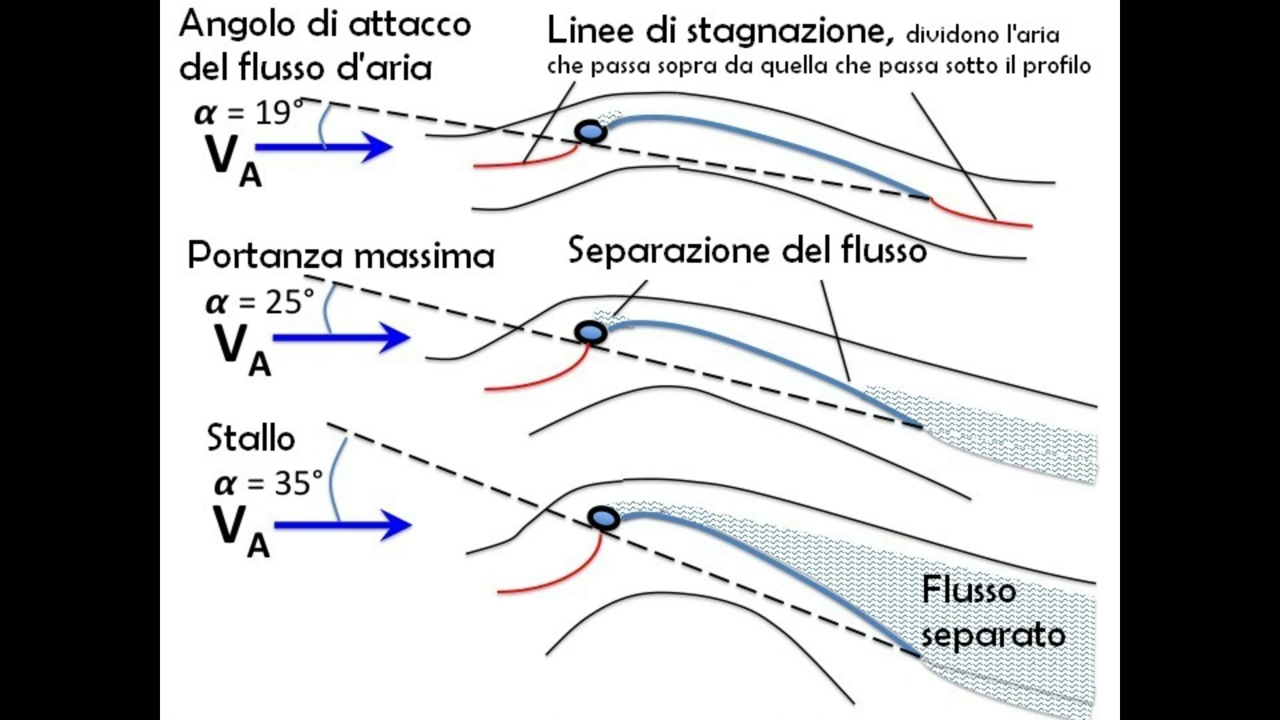 Angolo di attacco
del flusso d'aria
α = 19°
VA
Linee di stagnazione, dividono l'aria
che passa sopra da quella che passa sotto il profilo
Portanza massima
α = 25°
VA
Separazione del flusso
Stallo
α = 35°
VA
Flusso
separato